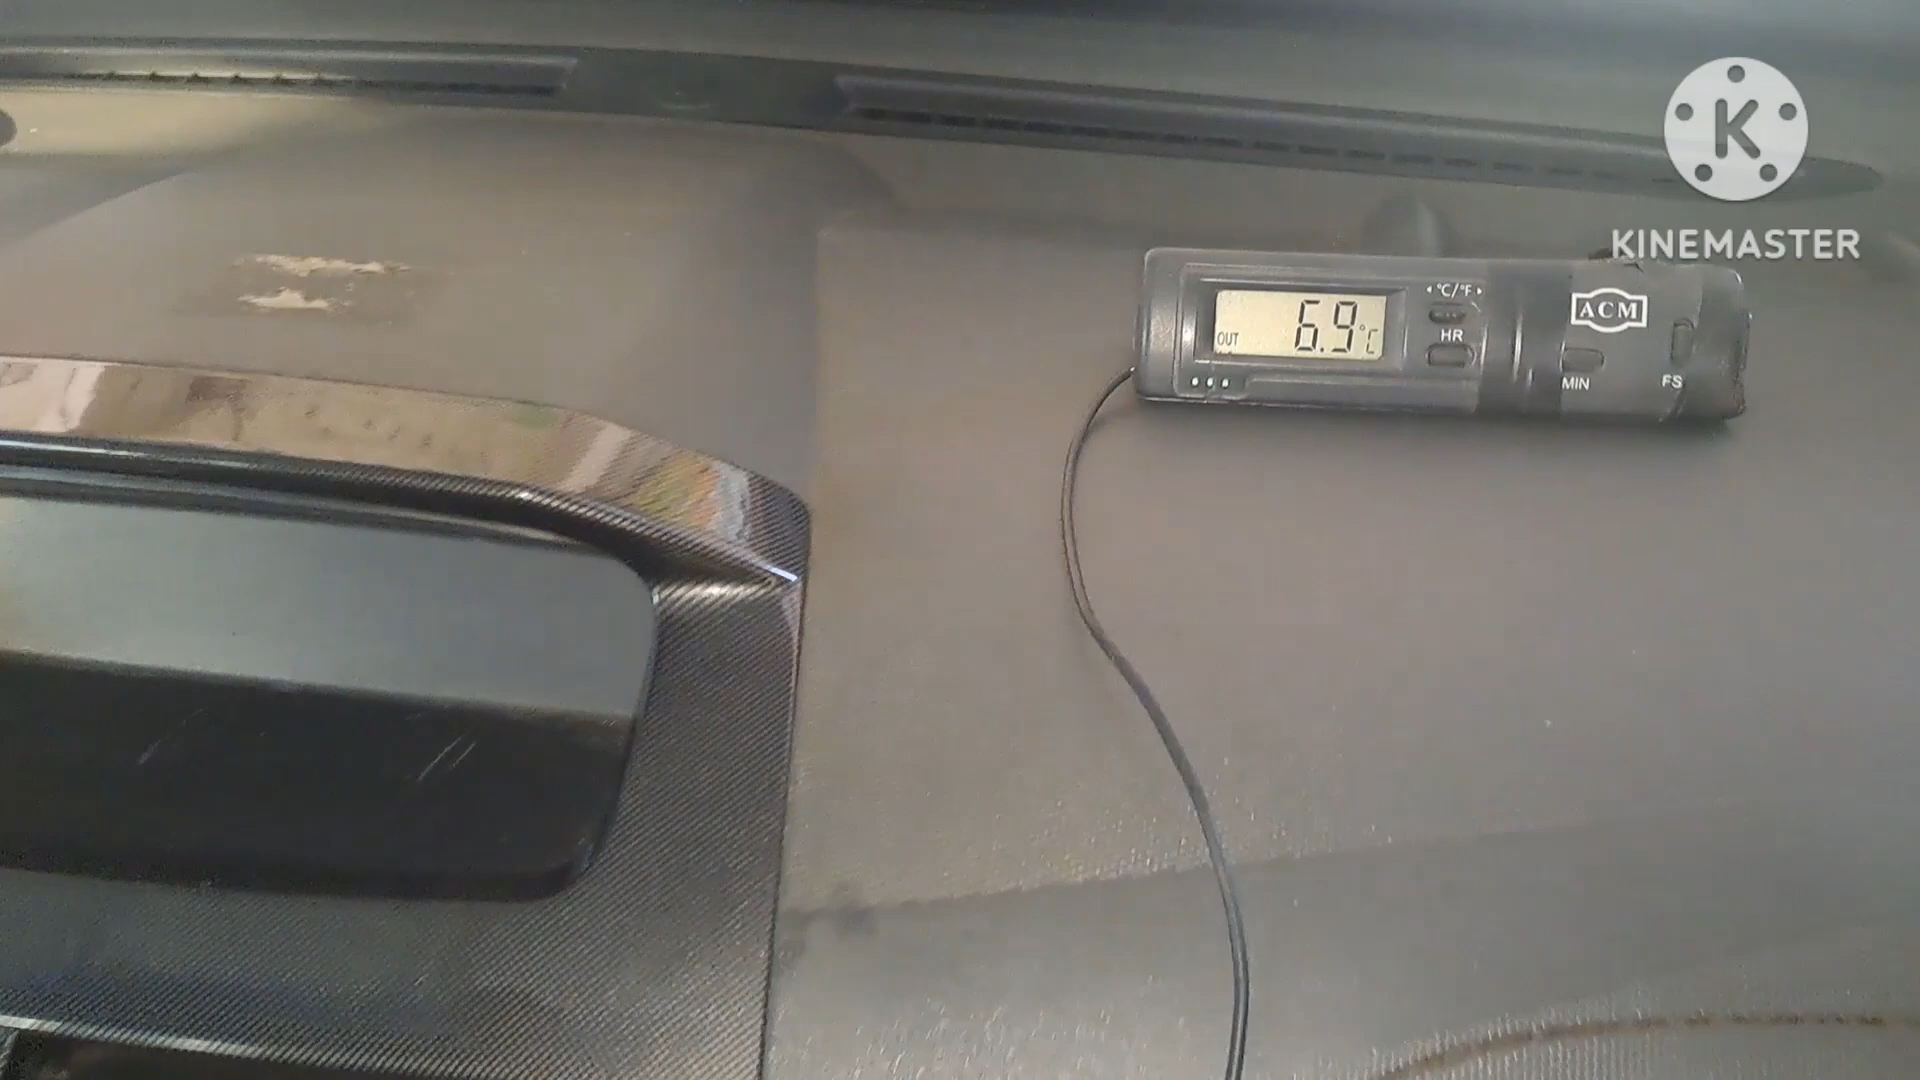 K
KINEMASTER
◂ °C/°F ▸
ACM
OUT 6.9°C
HR
MIN
FS